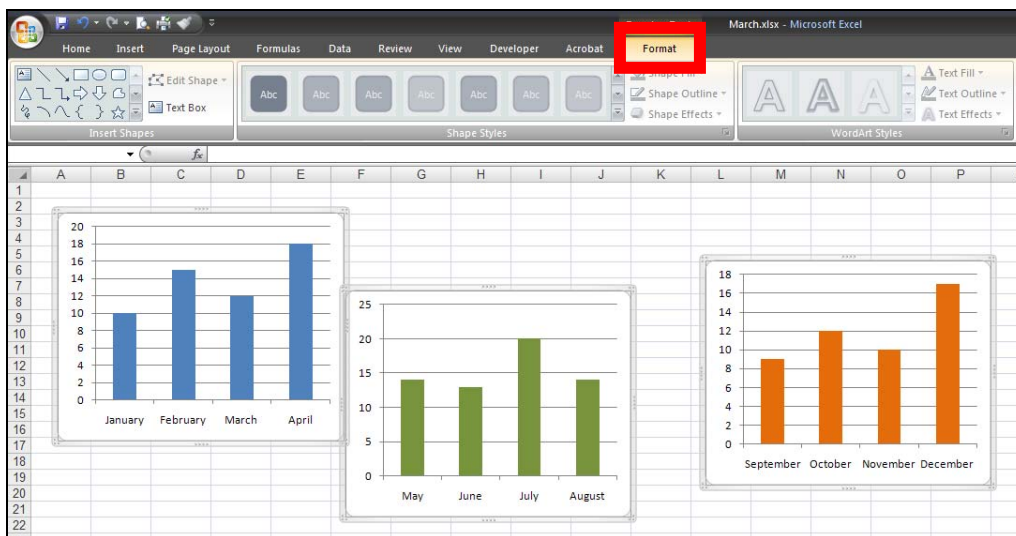 March.xlsx - Microsoft Excel
Home Insert Page Layout Formulas Data Review View Developer Acrobat Format
Edit Shape
Text Box
Insert Shapes
Abc Abc Abc Abc Abc Abc Abc
Shape Outline
Shape Effects
Shape Styles
A A A
WordArt Styles
A Text Fill
Text Outline
Text Effects
fx
A B C D E F G H I J K L M N O P
1
2
3
4
5
6
7
8
9
10
11
12
13
14
15
16
17
18
19
20
21
22
20
18
16
14
12
10
8
6
4
2
0
January February March April
25
20
15
10
5
0
May June July August
18
16
14
12
10
8
6
4
2
0
September October November December